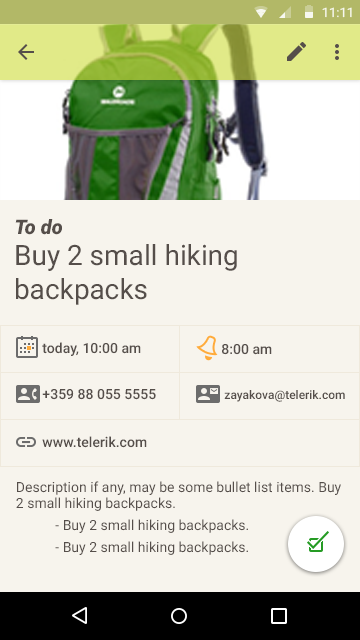 11:11
To do
Buy 2 small hiking
backpacks
today, 10:00 am
8:00 am
+359 88 055 5555
zayakova@telerik.com
www.telerik.com
Description if any, may be some bullet list items. Buy
2 small hiking backpacks.
- Buy 2 small hiking backpacks.
- Buy 2 small hiking backpacks.